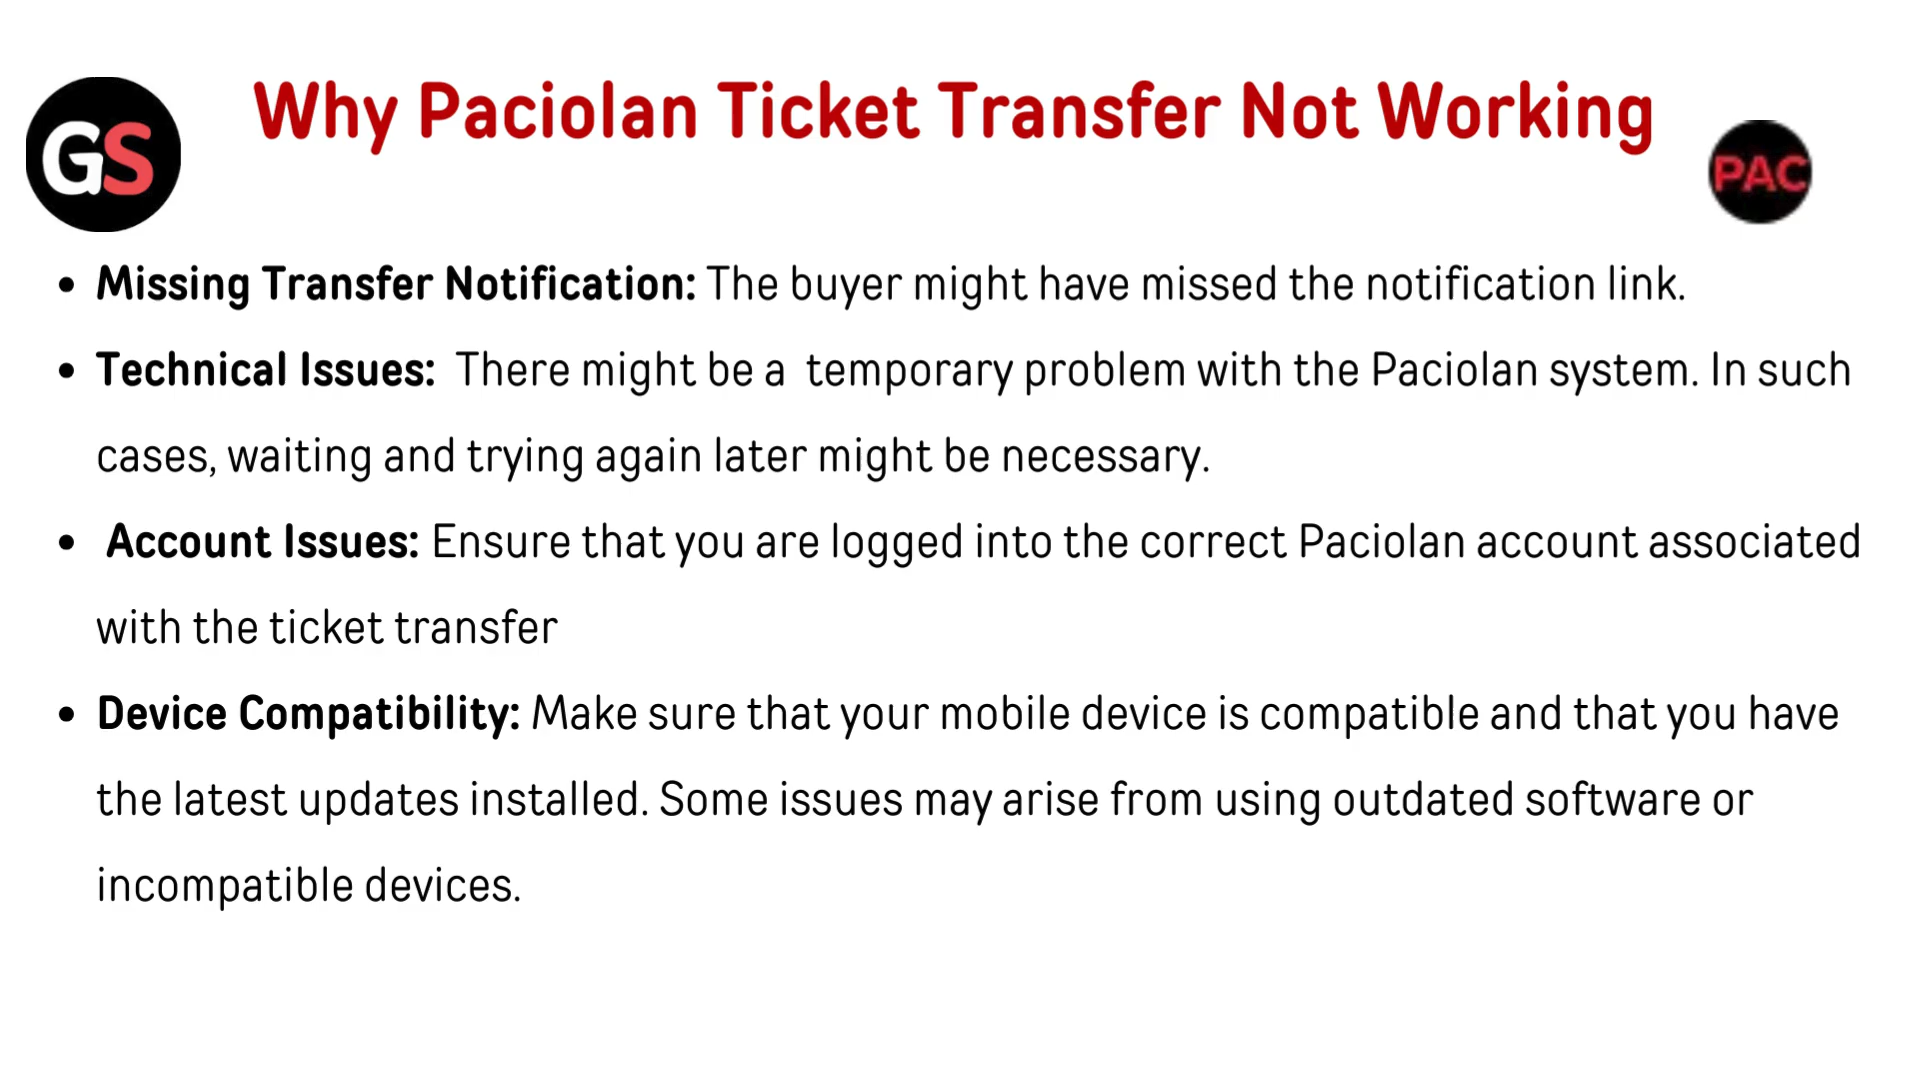 Why Paciolan Ticket Transfer Not Working
GS
PAC
• Missing Transfer Notification: The buyer might have missed the notification link.
• Technical Issues:  There might be a  temporary problem with the Paciolan system. In such
cases, waiting and trying again later might be necessary.
•  Account Issues: Ensure that you are logged into the correct Paciolan account associated
with the ticket transfer
• Device Compatibility: Make sure that your mobile device is compatible and that you have
the latest updates installed. Some issues may arise from using outdated software or
incompatible devices.